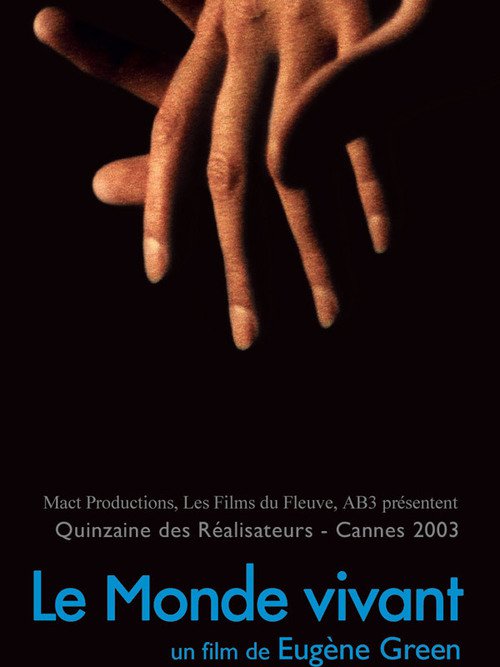 Mact Productions, Les Films du Fleuve, AB3 présentent
Quinzaine des Réalisateurs - Cannes 2003
Le Monde vivant
un film de Eugène Green